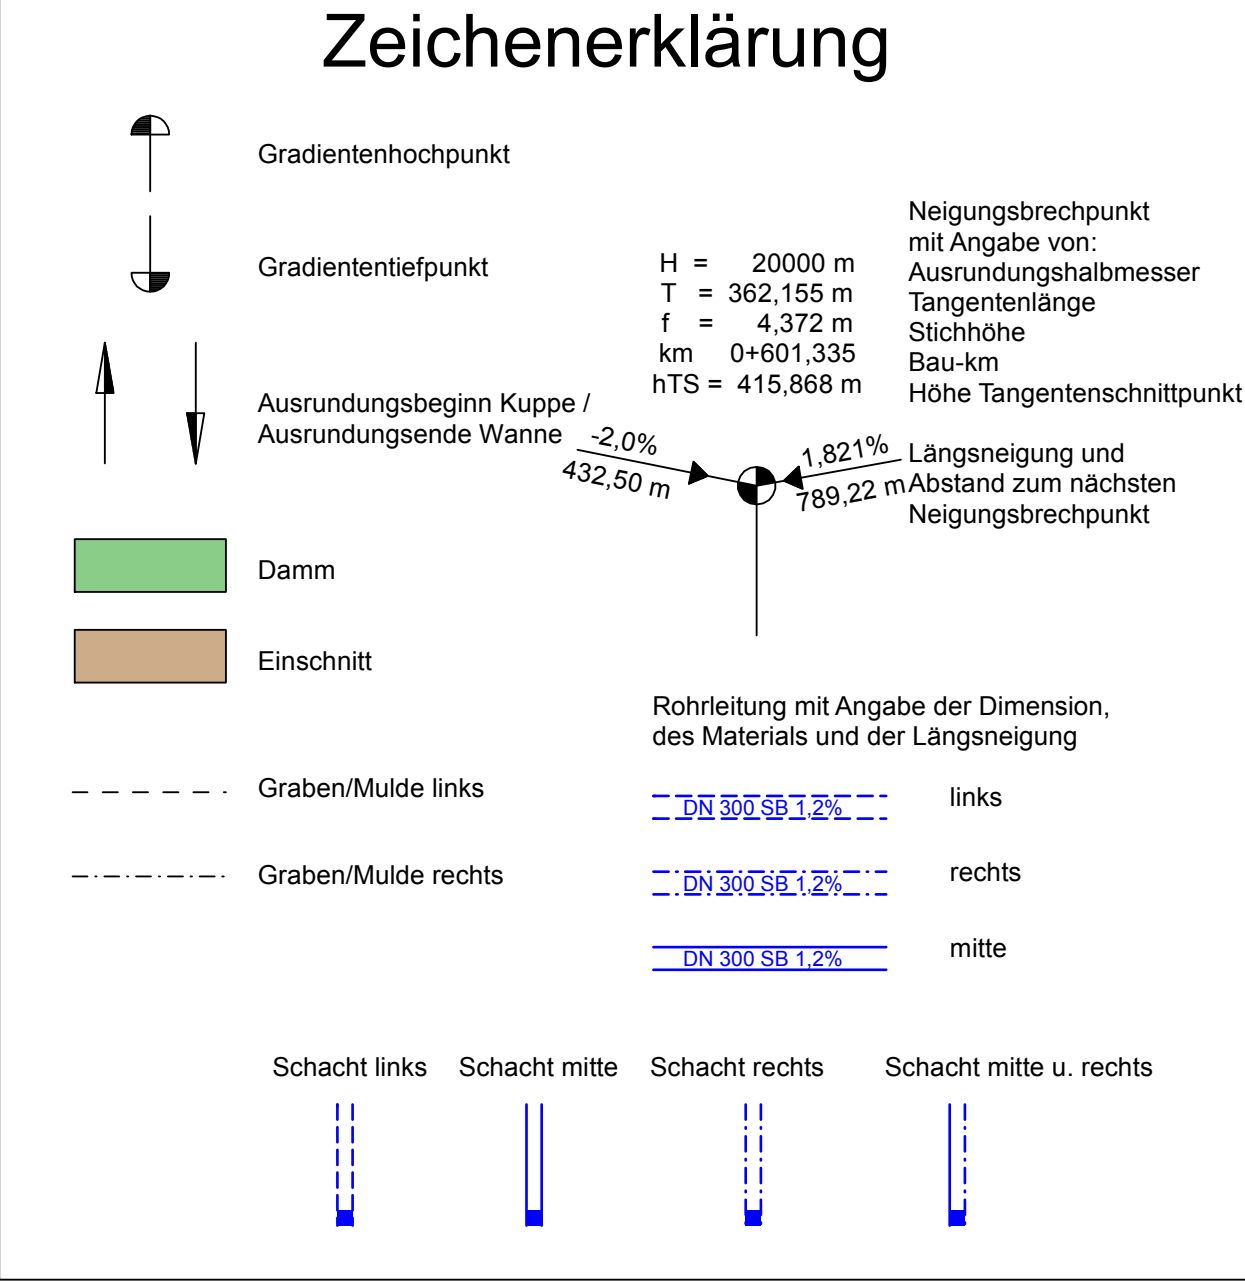 Zeichenerklärung
Gradientenhochpunkt
Gradiententiefpunkt
Ausrundungsbeginn Kuppe /
Ausrundungsende Wanne
Damm
Einschnitt
Graben/Mulde links
Graben/Mulde rechts
H = 20000 m
T = 362,155 m
f = 4,372 m
km 0+601,335
hTS = 415,868 m
Neigungsbrechpunkt
mit Angabe von:
Ausrundungshalbmesser
Tangentenlänge
Stichhöhe
Bau-km
Höhe Tangentenschnittpunkt
-2,0%
432,50 m
1,821%
789,22 m
Längsneigung und
Abstand zum nächsten
Neigungsbrechpunkt
Rohrleitung mit Angabe der Dimension,
des Materials und der Längsneigung
DN 300 SB 1,2% links
DN 300 SB 1,2% rechts
DN 300 SB 1,2% mitte
Schacht links Schacht mitte Schacht rechts Schacht mitte u. rechts